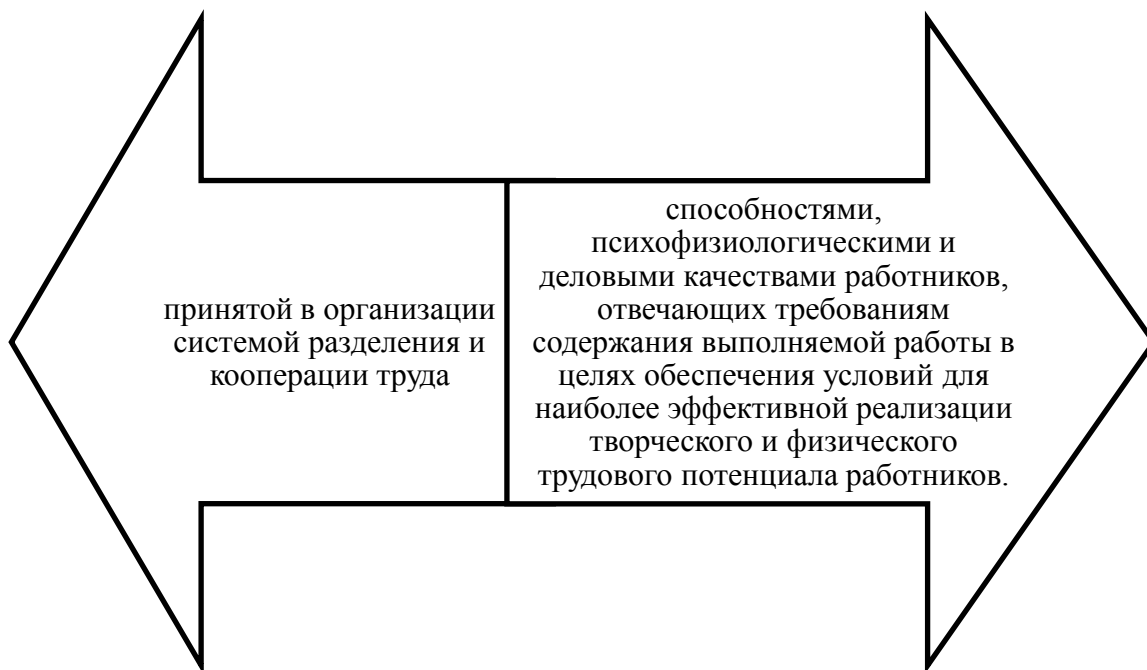 принятой в организации
системой разделения и
кооперации труда
способностями,
психофизиологическими и
деловыми качествами работников,
отвечающих требованиям
содержания выполняемой работы в
целях обеспечения условий для
наиболее эффективной реализации
творческого и физического
трудового потенциала работников.